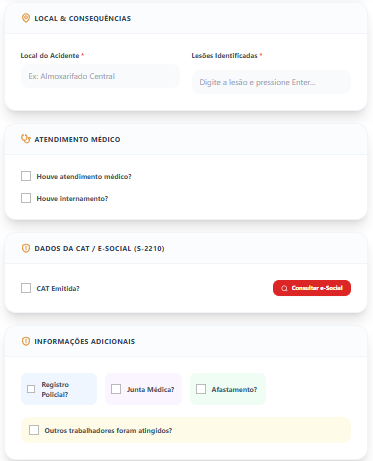 LOCAL & CONSEQUÊNCIAS
Local do Acidente *
Lesões Identificadas *
Ex: Almoxarifado Central
Digite a lesão e pressione Enter...
ATENDIMENTO MÉDICO
Houve atendimento médico?
Houve internamento?
DADOS DA CAT / E-SOCIAL (S-2210)
CAT Emitida?
Consultar e-Social
INFORMAÇÕES ADICIONAIS
Registro
Policial?
Junta Médica?
Afastamento?
Outros trabalhadores foram atingidos?